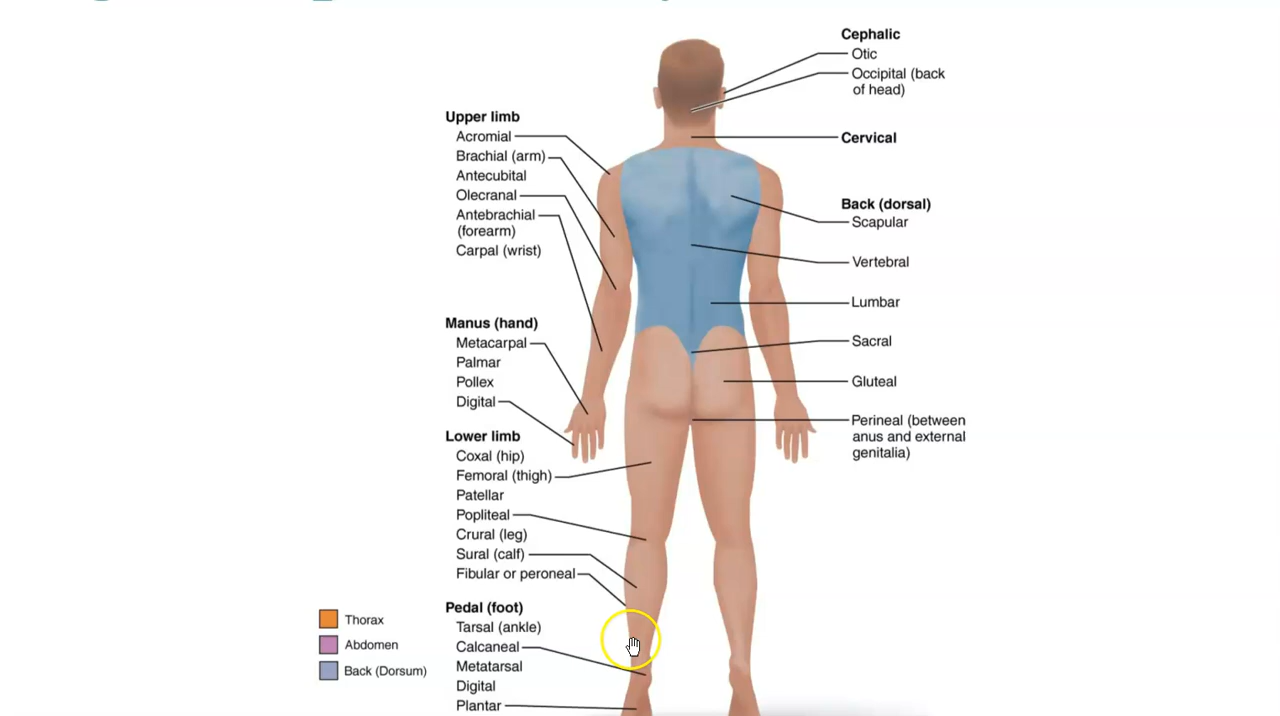 Cephalic
Otic
Occipital (back
of head)
Cervical
Back (dorsal)
Scapular
Vertebral
Lumbar
Sacral
Gluteal
Perineal (between
anus and external
genitalia)
Upper limb
Acromial
Brachial (arm)
Antecubital
Olecranal
Antebrachial
(forearm)
Carpal (wrist)
Manus (hand)
Metacarpal
Palmar
Pollex
Digital
Lower limb
Coxal (hip)
Femoral (thigh)
Patellar
Popliteal
Crural (leg)
Sural (calf)
Fibular or peroneal
Pedal (foot)
Tarsal (ankle)
Calcaneal
Metatarsal
Digital
Plantar
Thorax
Abdomen
Back (Dorsum)